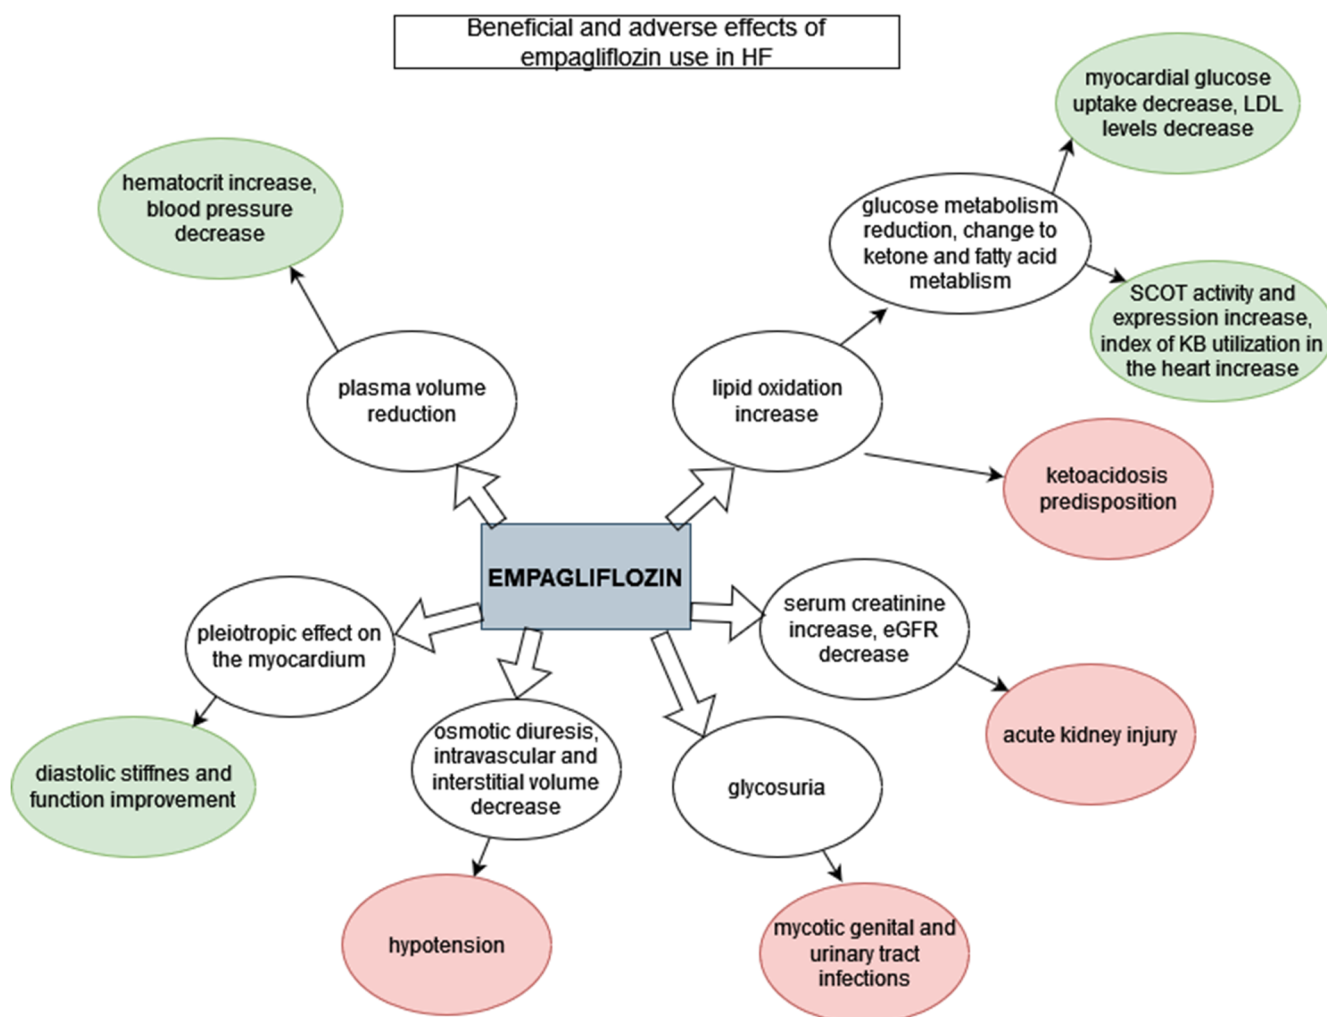 Beneficial and adverse effects of
empagliflozin use in HF
myocardial glucose
uptake decrease, LDL
levels decrease
hematocrit increase,
blood pressure
decrease
glucose metabolism
reduction, change to
ketone and fatty acid
metablism
SCOT activity and
expression increase,
index of KB utilization in
the heart increase
plasma volume
reduction
lipid oxidation
increase
ketoacidosis
predisposition
EMPAGLIFLOZIN
serum creatinine
increase, eGFR
decrease
pleiotropic effect on
the myocardium
acute kidney injury
osmotic diuresis,
intravascular and
interstitial volume
decrease
glycosuria
diastolic stiffnes and
function improvement
hypotension
mycotic genital and
urinary tract
infections